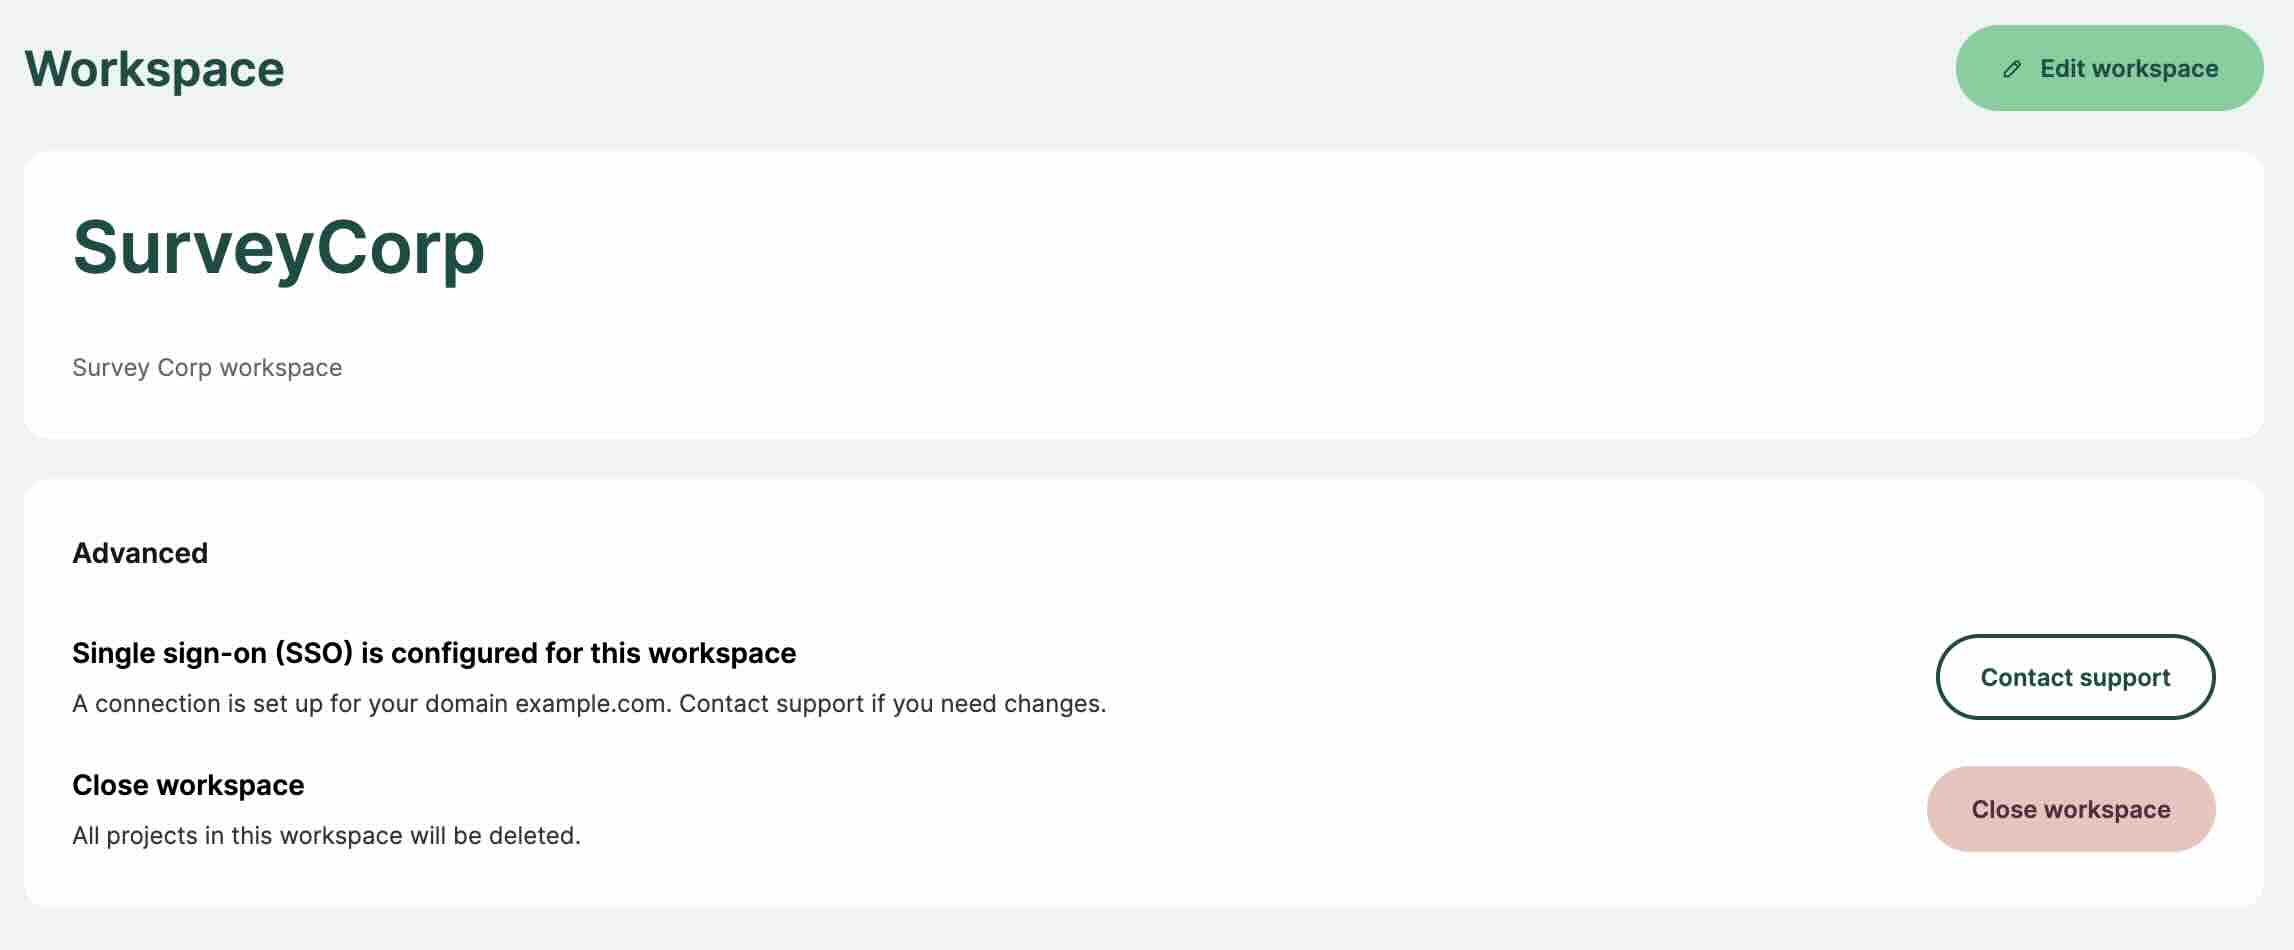 Workspace
Edit workspace
SurveyCorp
Survey Corp workspace
Advanced
Single sign-on (SSO) is configured for this workspace
A connection is set up for your domain example.com. Contact support if you need changes.
Contact support
Close workspace
All projects in this workspace will be deleted.
Close workspace